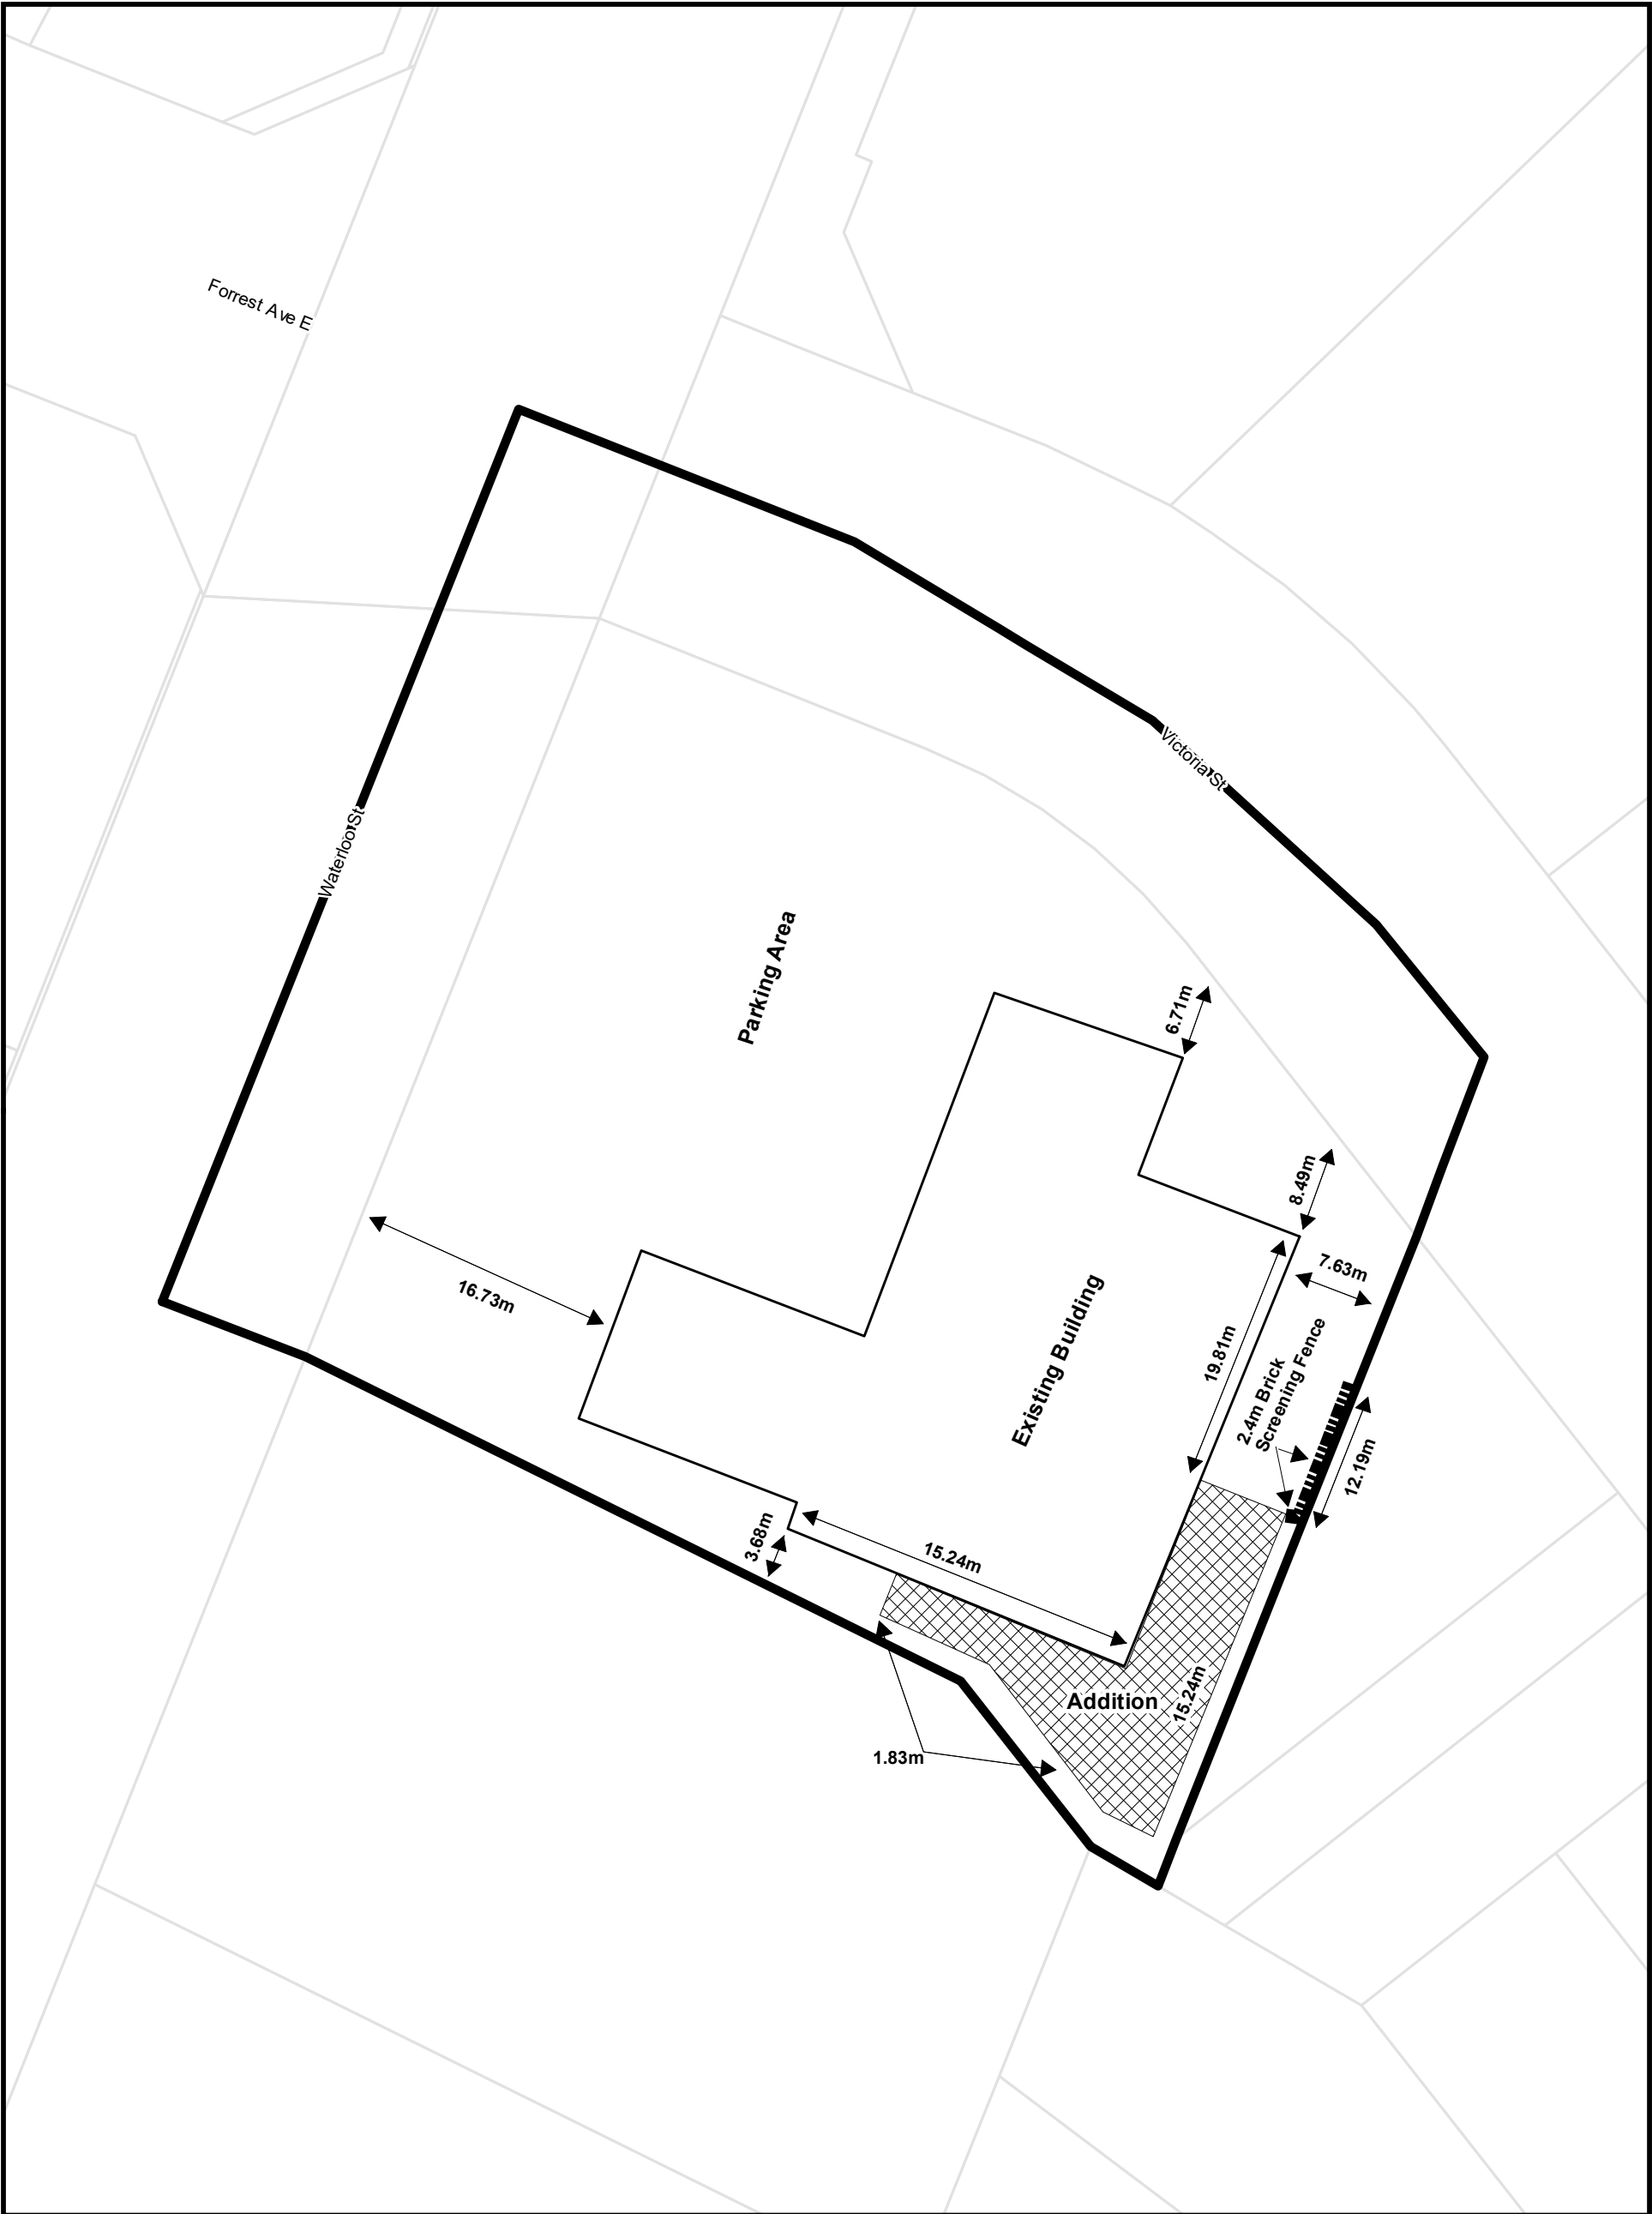 Forrest Ave E
Victoria St
Waterloo St
Parking Area
6.71m
8.49m
7.63m
16.73m
Existing Building
19.81m
2.4m Brick
Screening Fence
12.19m
3.68m
15.24m
Addition
15.24m
1.83m